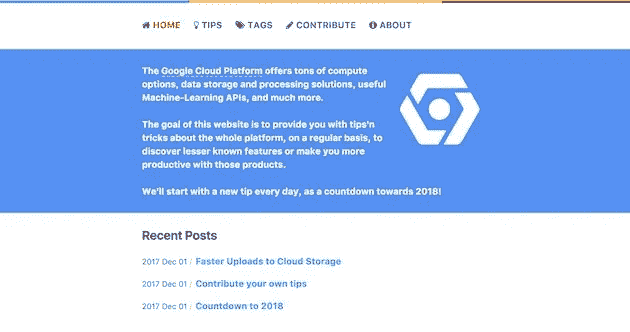 HOME TIPS TAGS CONTRIBUTE ABOUT
The Google Cloud Platform offers tons of compute
options, data storage and processing solutions, useful
Machine-Learning APIs, and much more.
The goal of this website is to provide you with tips'n
tricks about the whole platform, on a regular basis, to
discover lesser known features or make you more
productive with those products.
We'll start with a new tip every day, as a countdown towards 2018!
Recent Posts
2017 Dec 01 / Faster Uploads to Cloud Storage
2017 Dec 01 / Contribute your own tips
2017 Dec 01 / Countdown to 2018